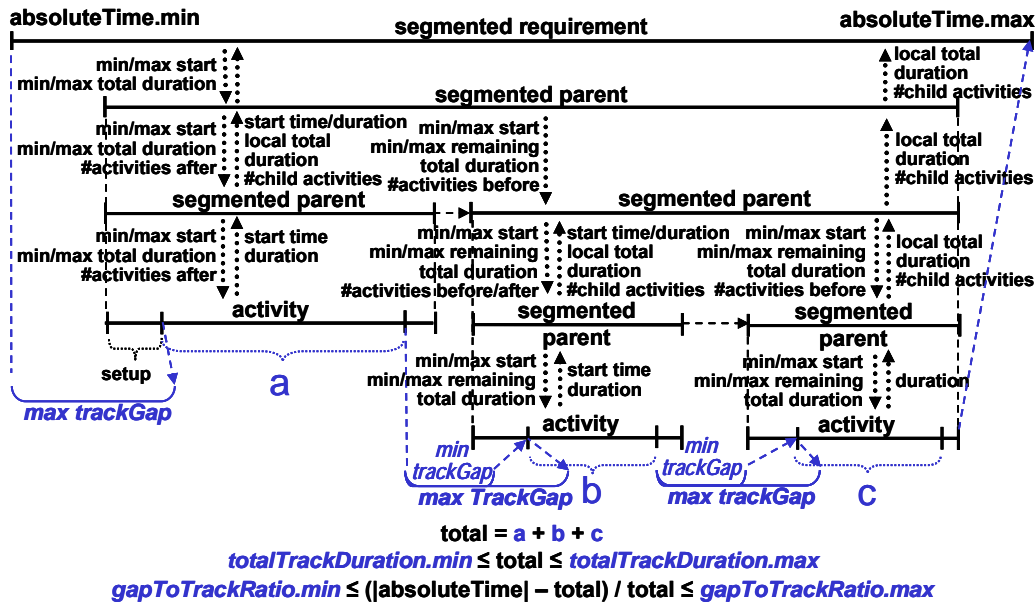 absoluteTime.min
absoluteTime.max
segmented requirement
min/max start
min/max total duration
local total
duration
#child activities
segmented parent
min/max start
min/max total duration
#activities after
start time/duration
local total
duration
#child activities
min/max start
min/max remaining
total duration
#activities before
local total
duration
#child activities
segmented parent
segmented parent
min/max start
min/max total duration
#activities after
start time
duration
min/max start
min/max remaining
total duration
#activities before/after
start time/duration
local total
duration
#child activities
min/max start
min/max remaining
total duration
#activities before
local total
duration
#child activities
activity
segmented
parent
segmented
parent
setup
a
max trackGap
min/max start
min/max remaining
total duration
start time
duration
min/max start
min/max remaining
total duration
duration
activity
activity
min
trackGap
max TrackGap
b
min
trackGap
max trackGap
c
total = a + b + c
totalTrackDuration.min ≤ total ≤ totalTrackDuration.max
gapToTrackRatio.min ≤ (|absoluteTime| – total) / total ≤ gapToTrackRatio.max